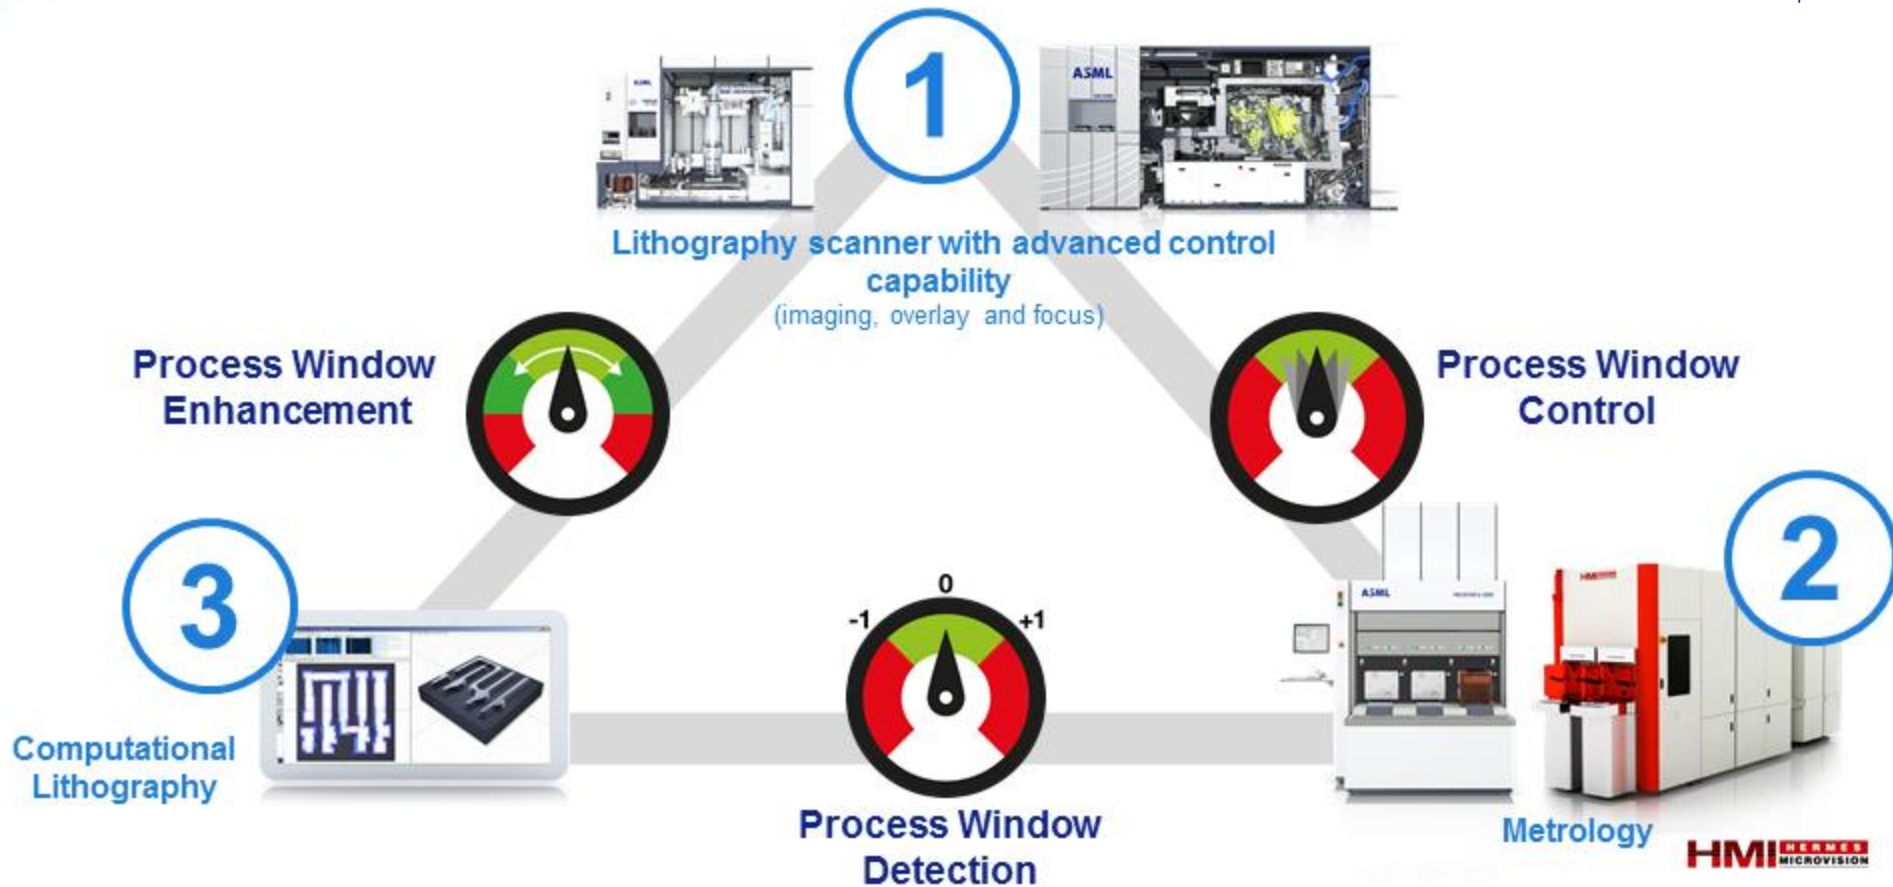 1
ASML
ASML
Lithography scanner with advanced control
capability
(imaging, overlay and focus)
Process Window
Enhancement
Process Window
Control
2
3
0
-1
+1
ASML
HMI
Computational
Lithography
Process Window
Detection
Metrology
HMI HERMES
MICROVISION